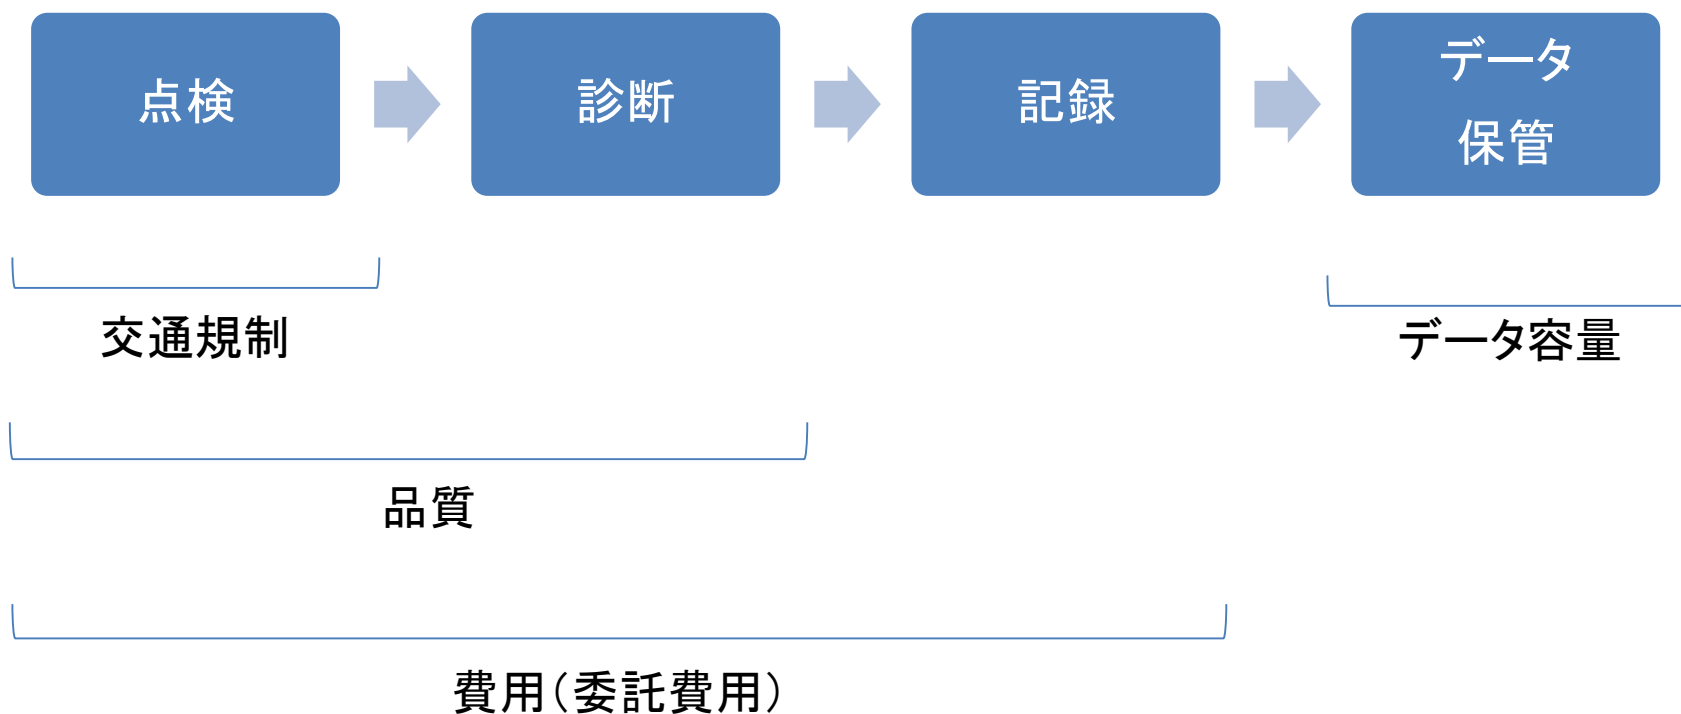 点検
診断
記録
データ
保管
交通規制
データ容量
品質
費用（委託費用）